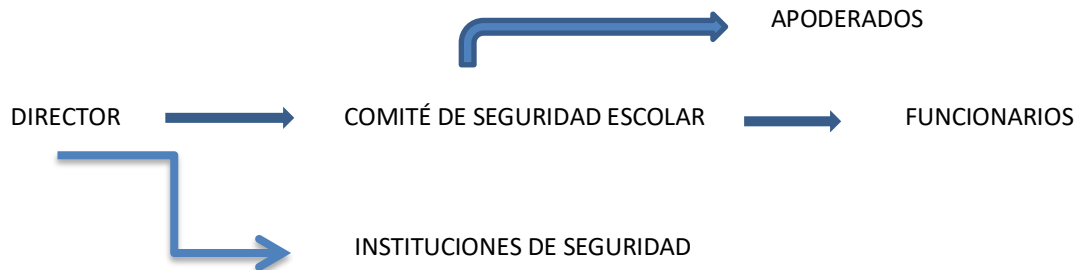 APODERADOS
DIRECTOR
COMITÉ DE SEGURIDAD ESCOLAR
FUNCIONARIOS
INSTITUCIONES DE SEGURIDAD